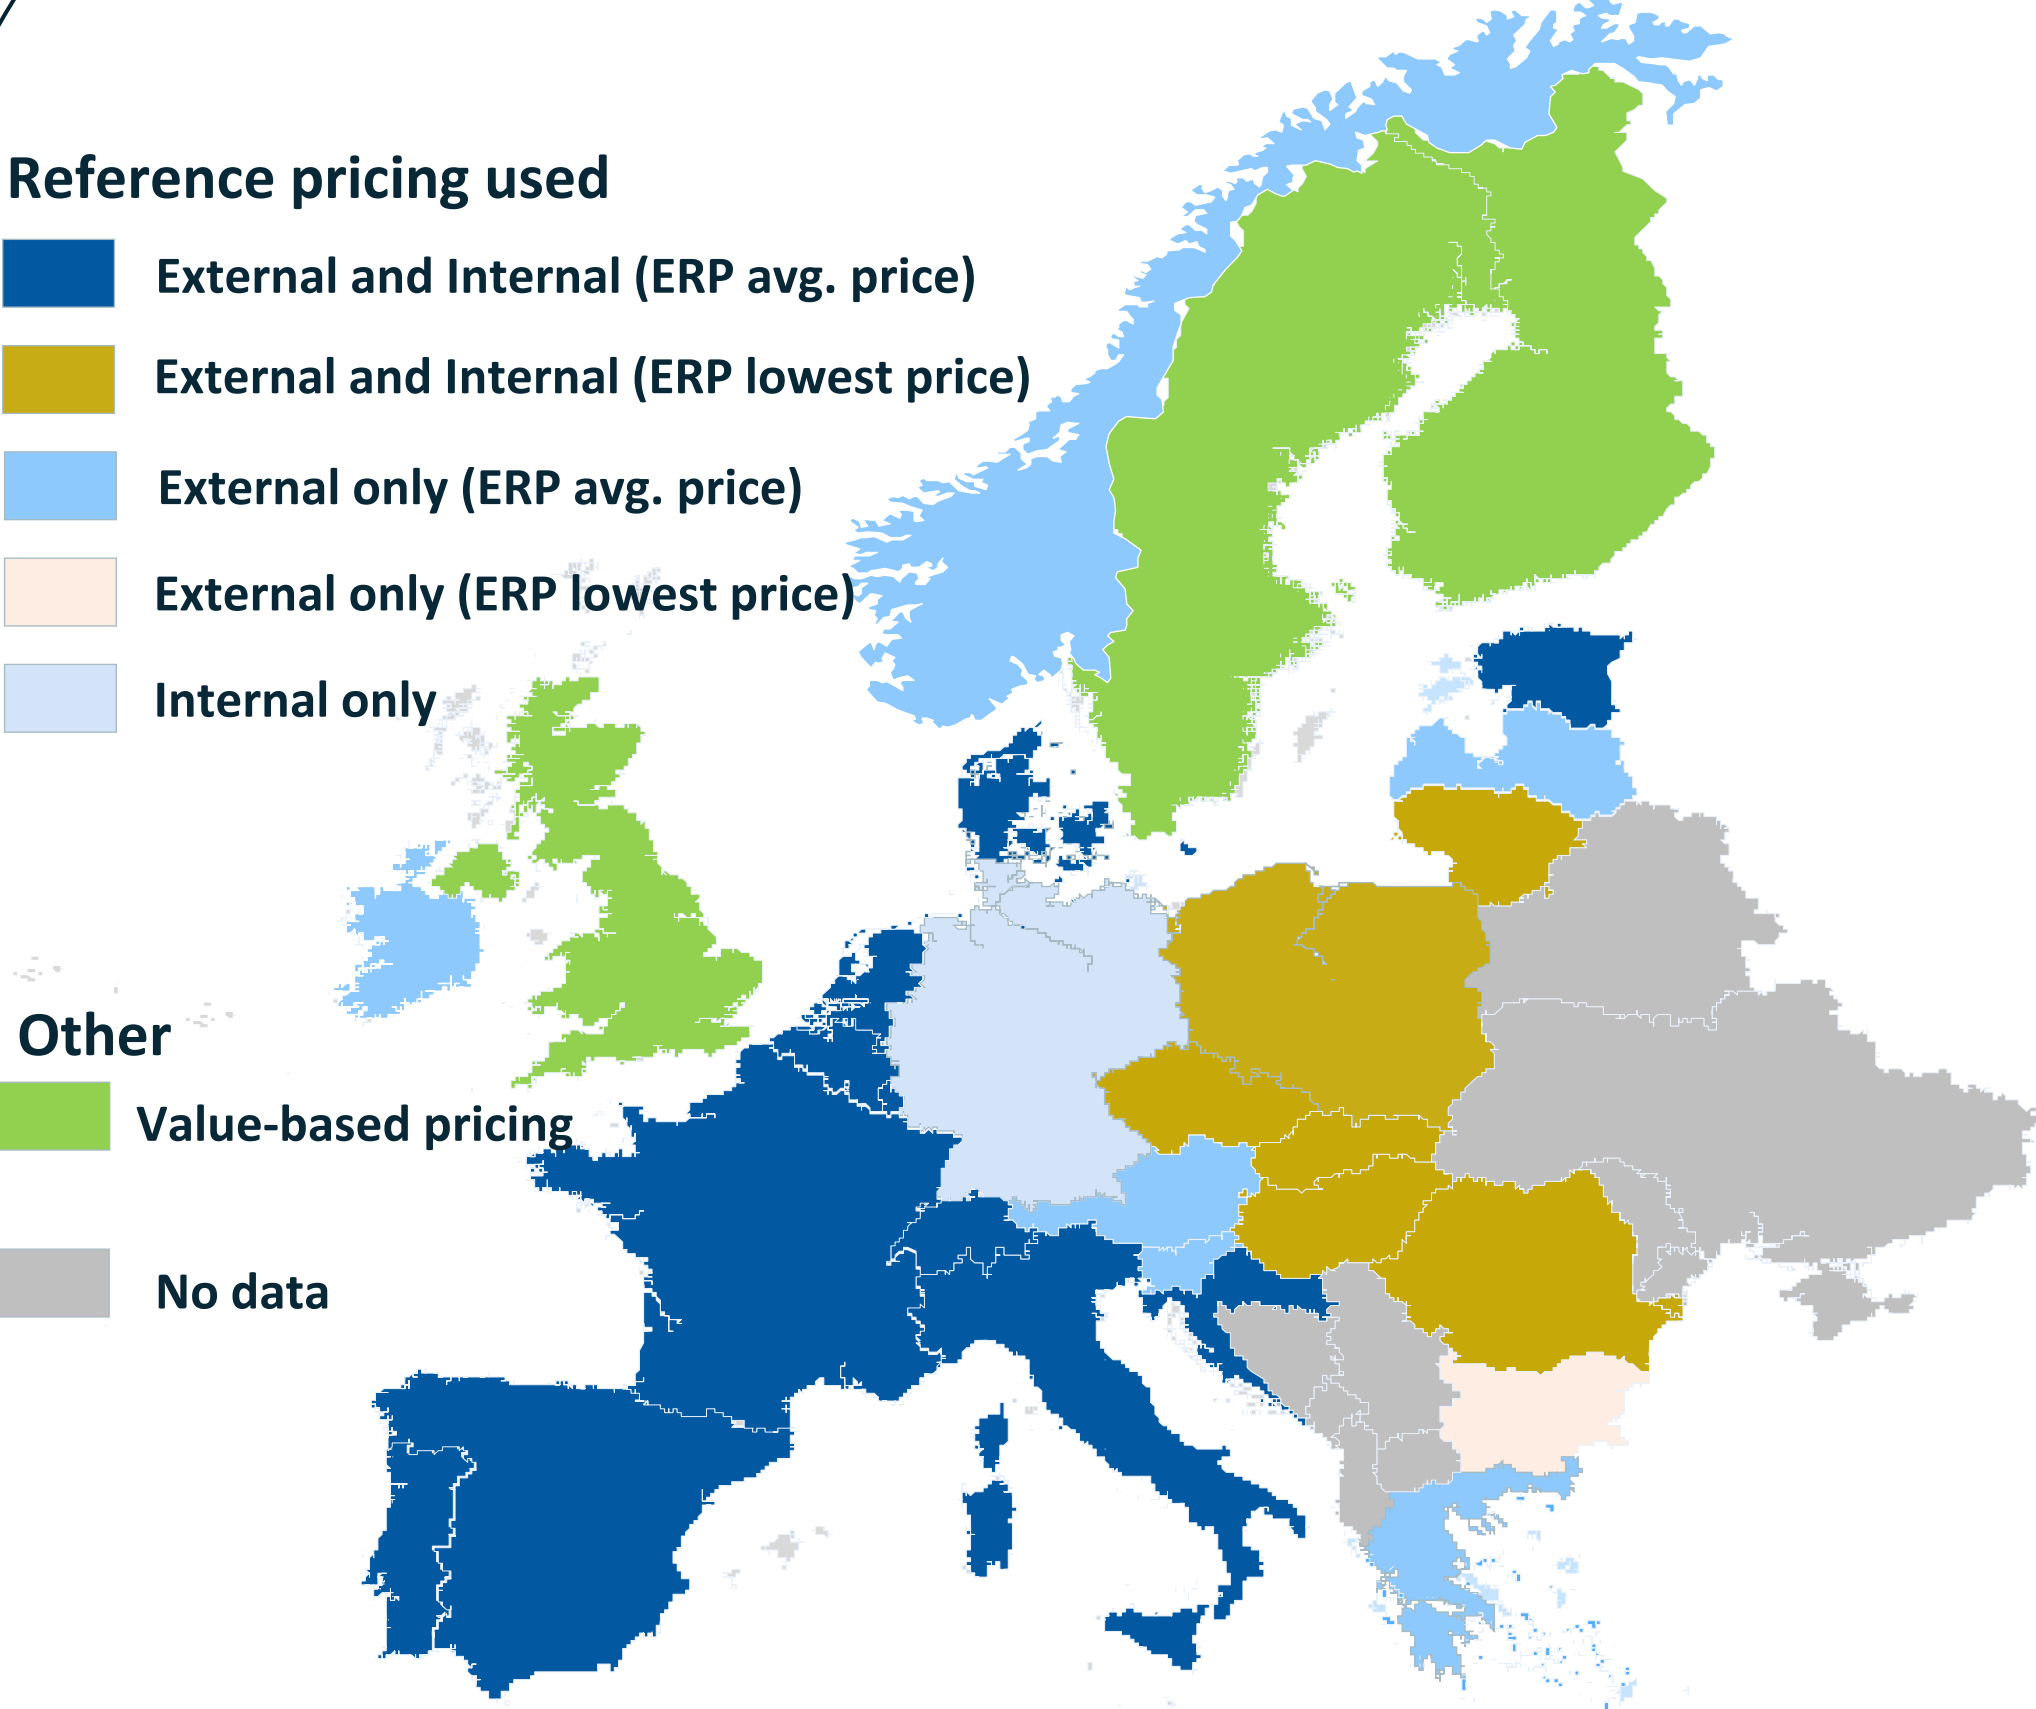 Reference pricing used
External and Internal (ERP avg. price)
External and Internal (ERP lowest price)
External only (ERP avg. price)
External only (ERP lowest price)
Internal only
Other
Value-based pricing
No data